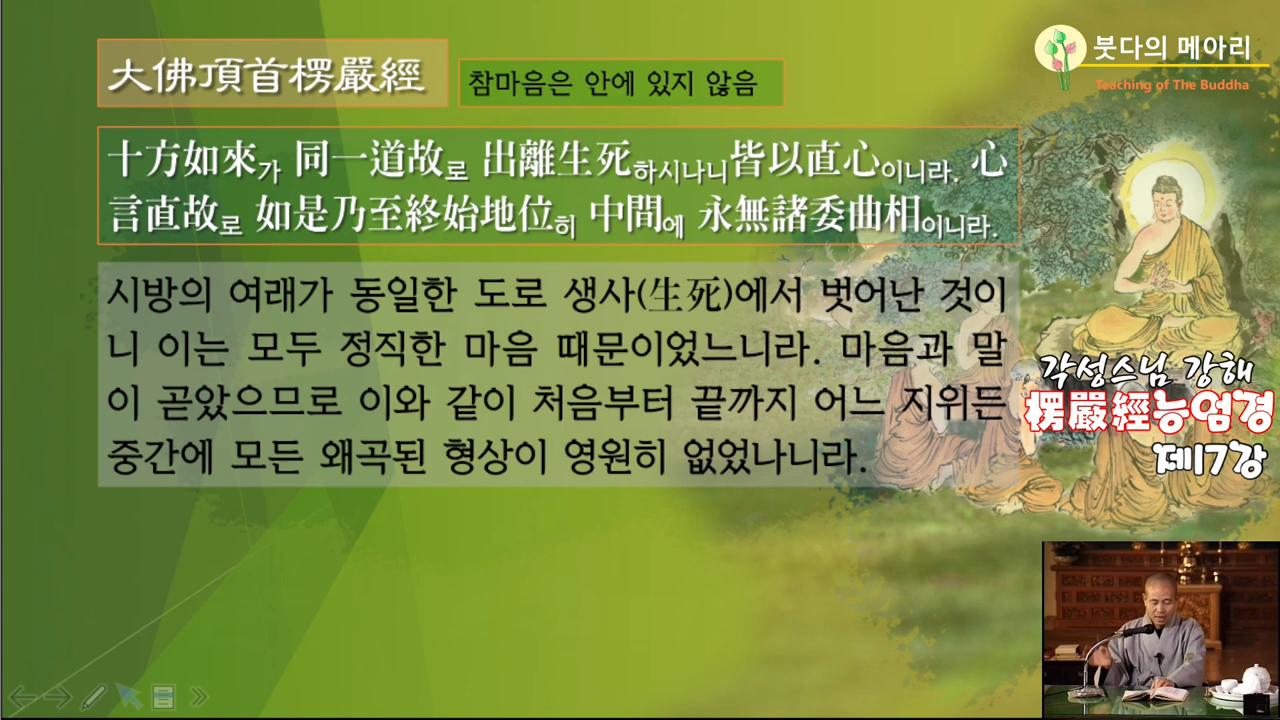 大佛頂首楞嚴經
참마음은 안에 있지 않음
붓다의 메아리
Teaching of The Buddha
十方如來가 同一道故로 出離生死하시나니皆以直心이니라. 心
言直故로 如是乃至終始地位히 中間에 永無諸委曲相이니라.
시방의 여래가 동일한 도로 생사(生死)에서 벗어난 것이
니 이는 모두 정직한 마음 때문이었느니라. 마음과 말
이 곧았으므로 이와 같이 처음부터 끝까지 어느 지위든
중간에 모든 왜곡된 형상이 영원히 없었나니라.
각성스님 강해
楞嚴經능엄경
제17강